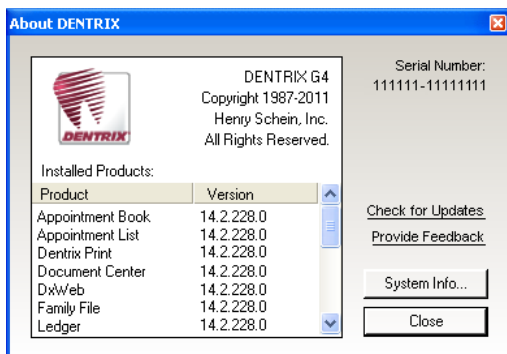 About DENTRIX
DENTRIX G4
Copyright 1987-2011
Henry Schein, Inc.
All Rights Reserved.
DENTRIX
Serial Number:
111111-11111111
Installed Products:
Product Version
Appointment Book 14.2.228.0
Appointment List 14.2.228.0
Dentrix Print 14.2.228.0
Document Center 14.2.228.0
DxWeb 14.2.228.0
Family File 14.2.228.0
Ledger 14.2.228.0
Check for Updates
Provide Feedback
System Info...
Close